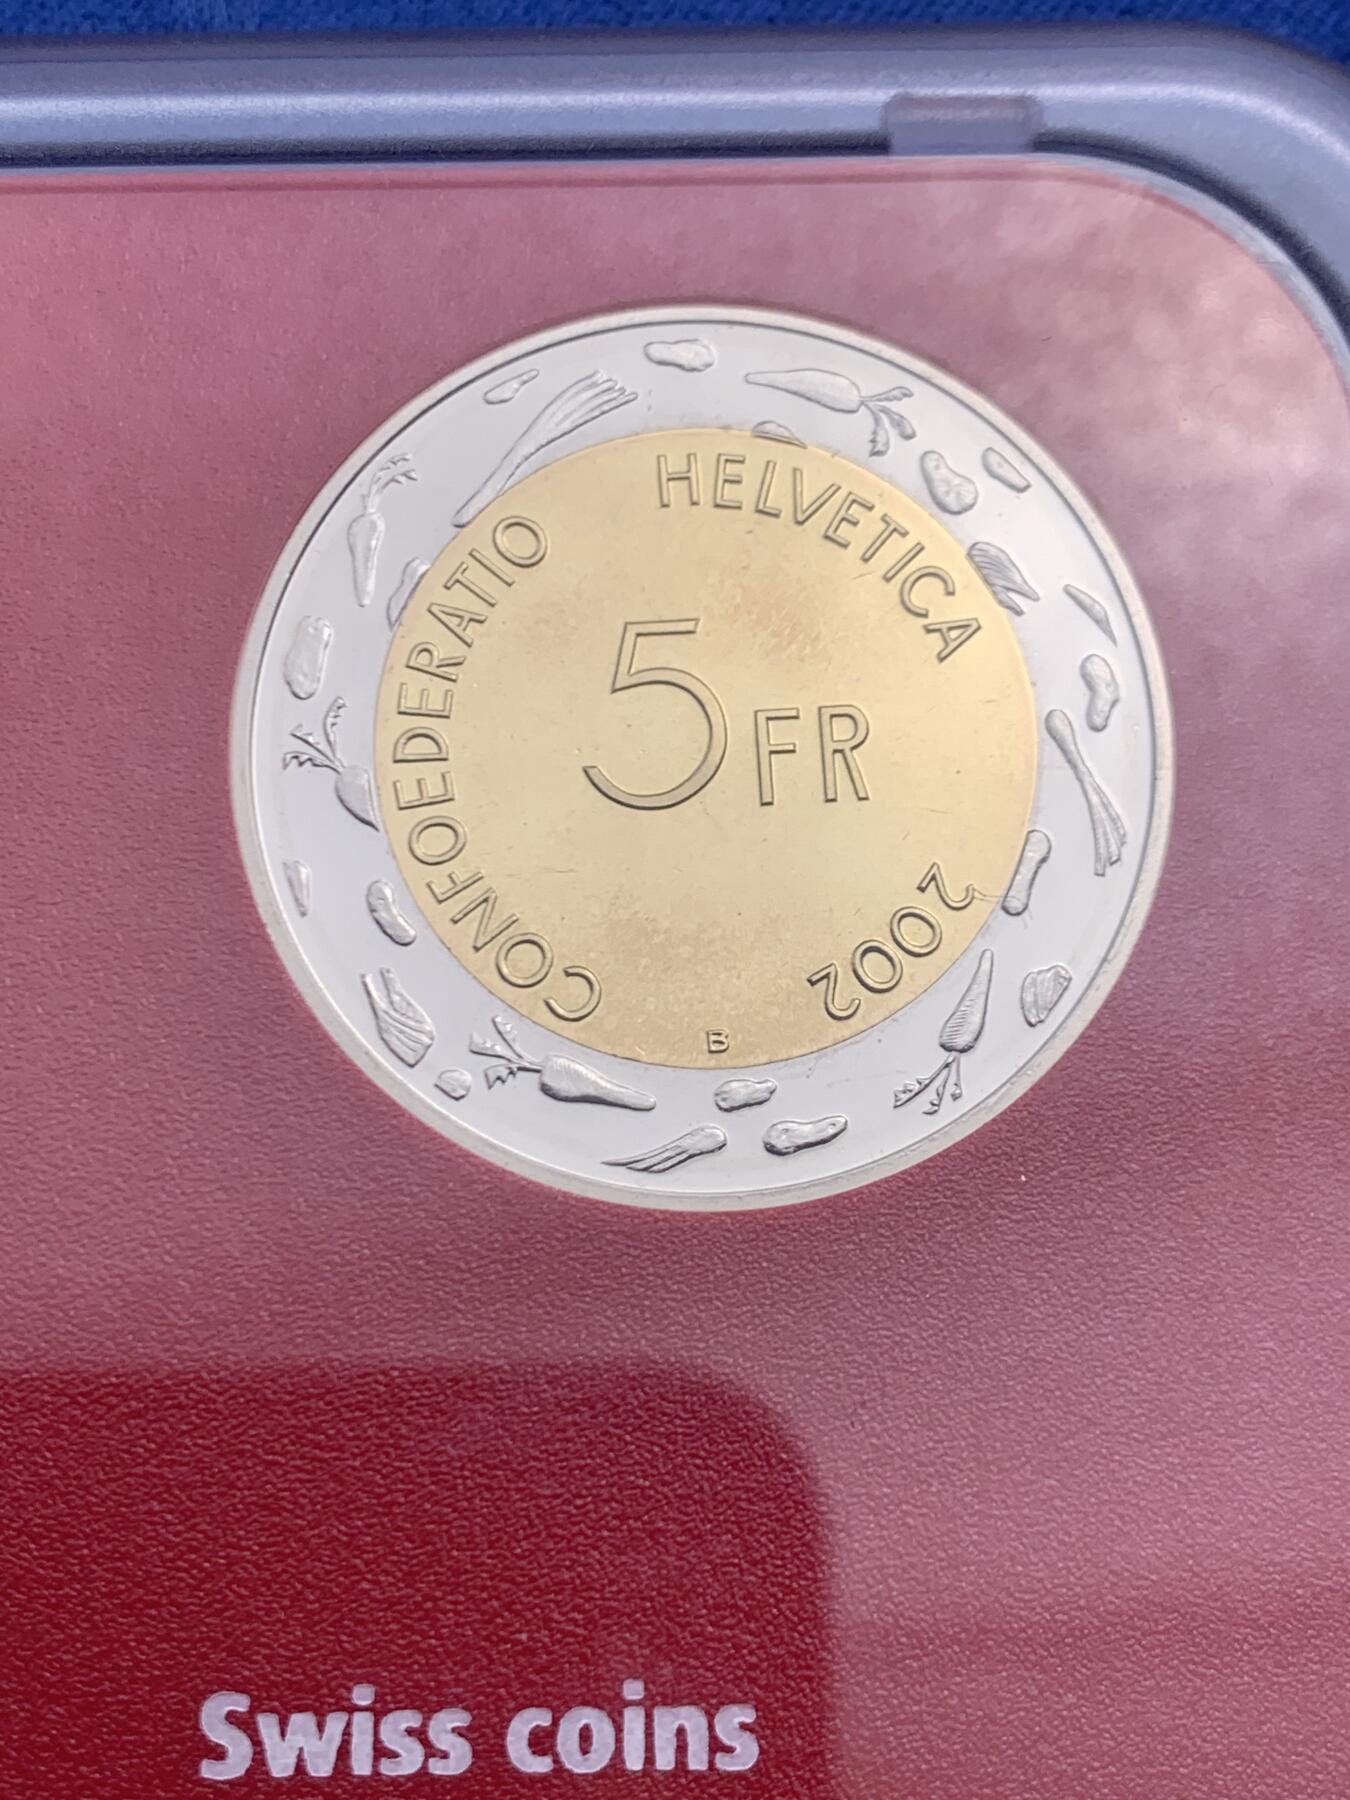 CONFOEDERATIO HELVETICA
5 FR
2002
B
Swiss coins